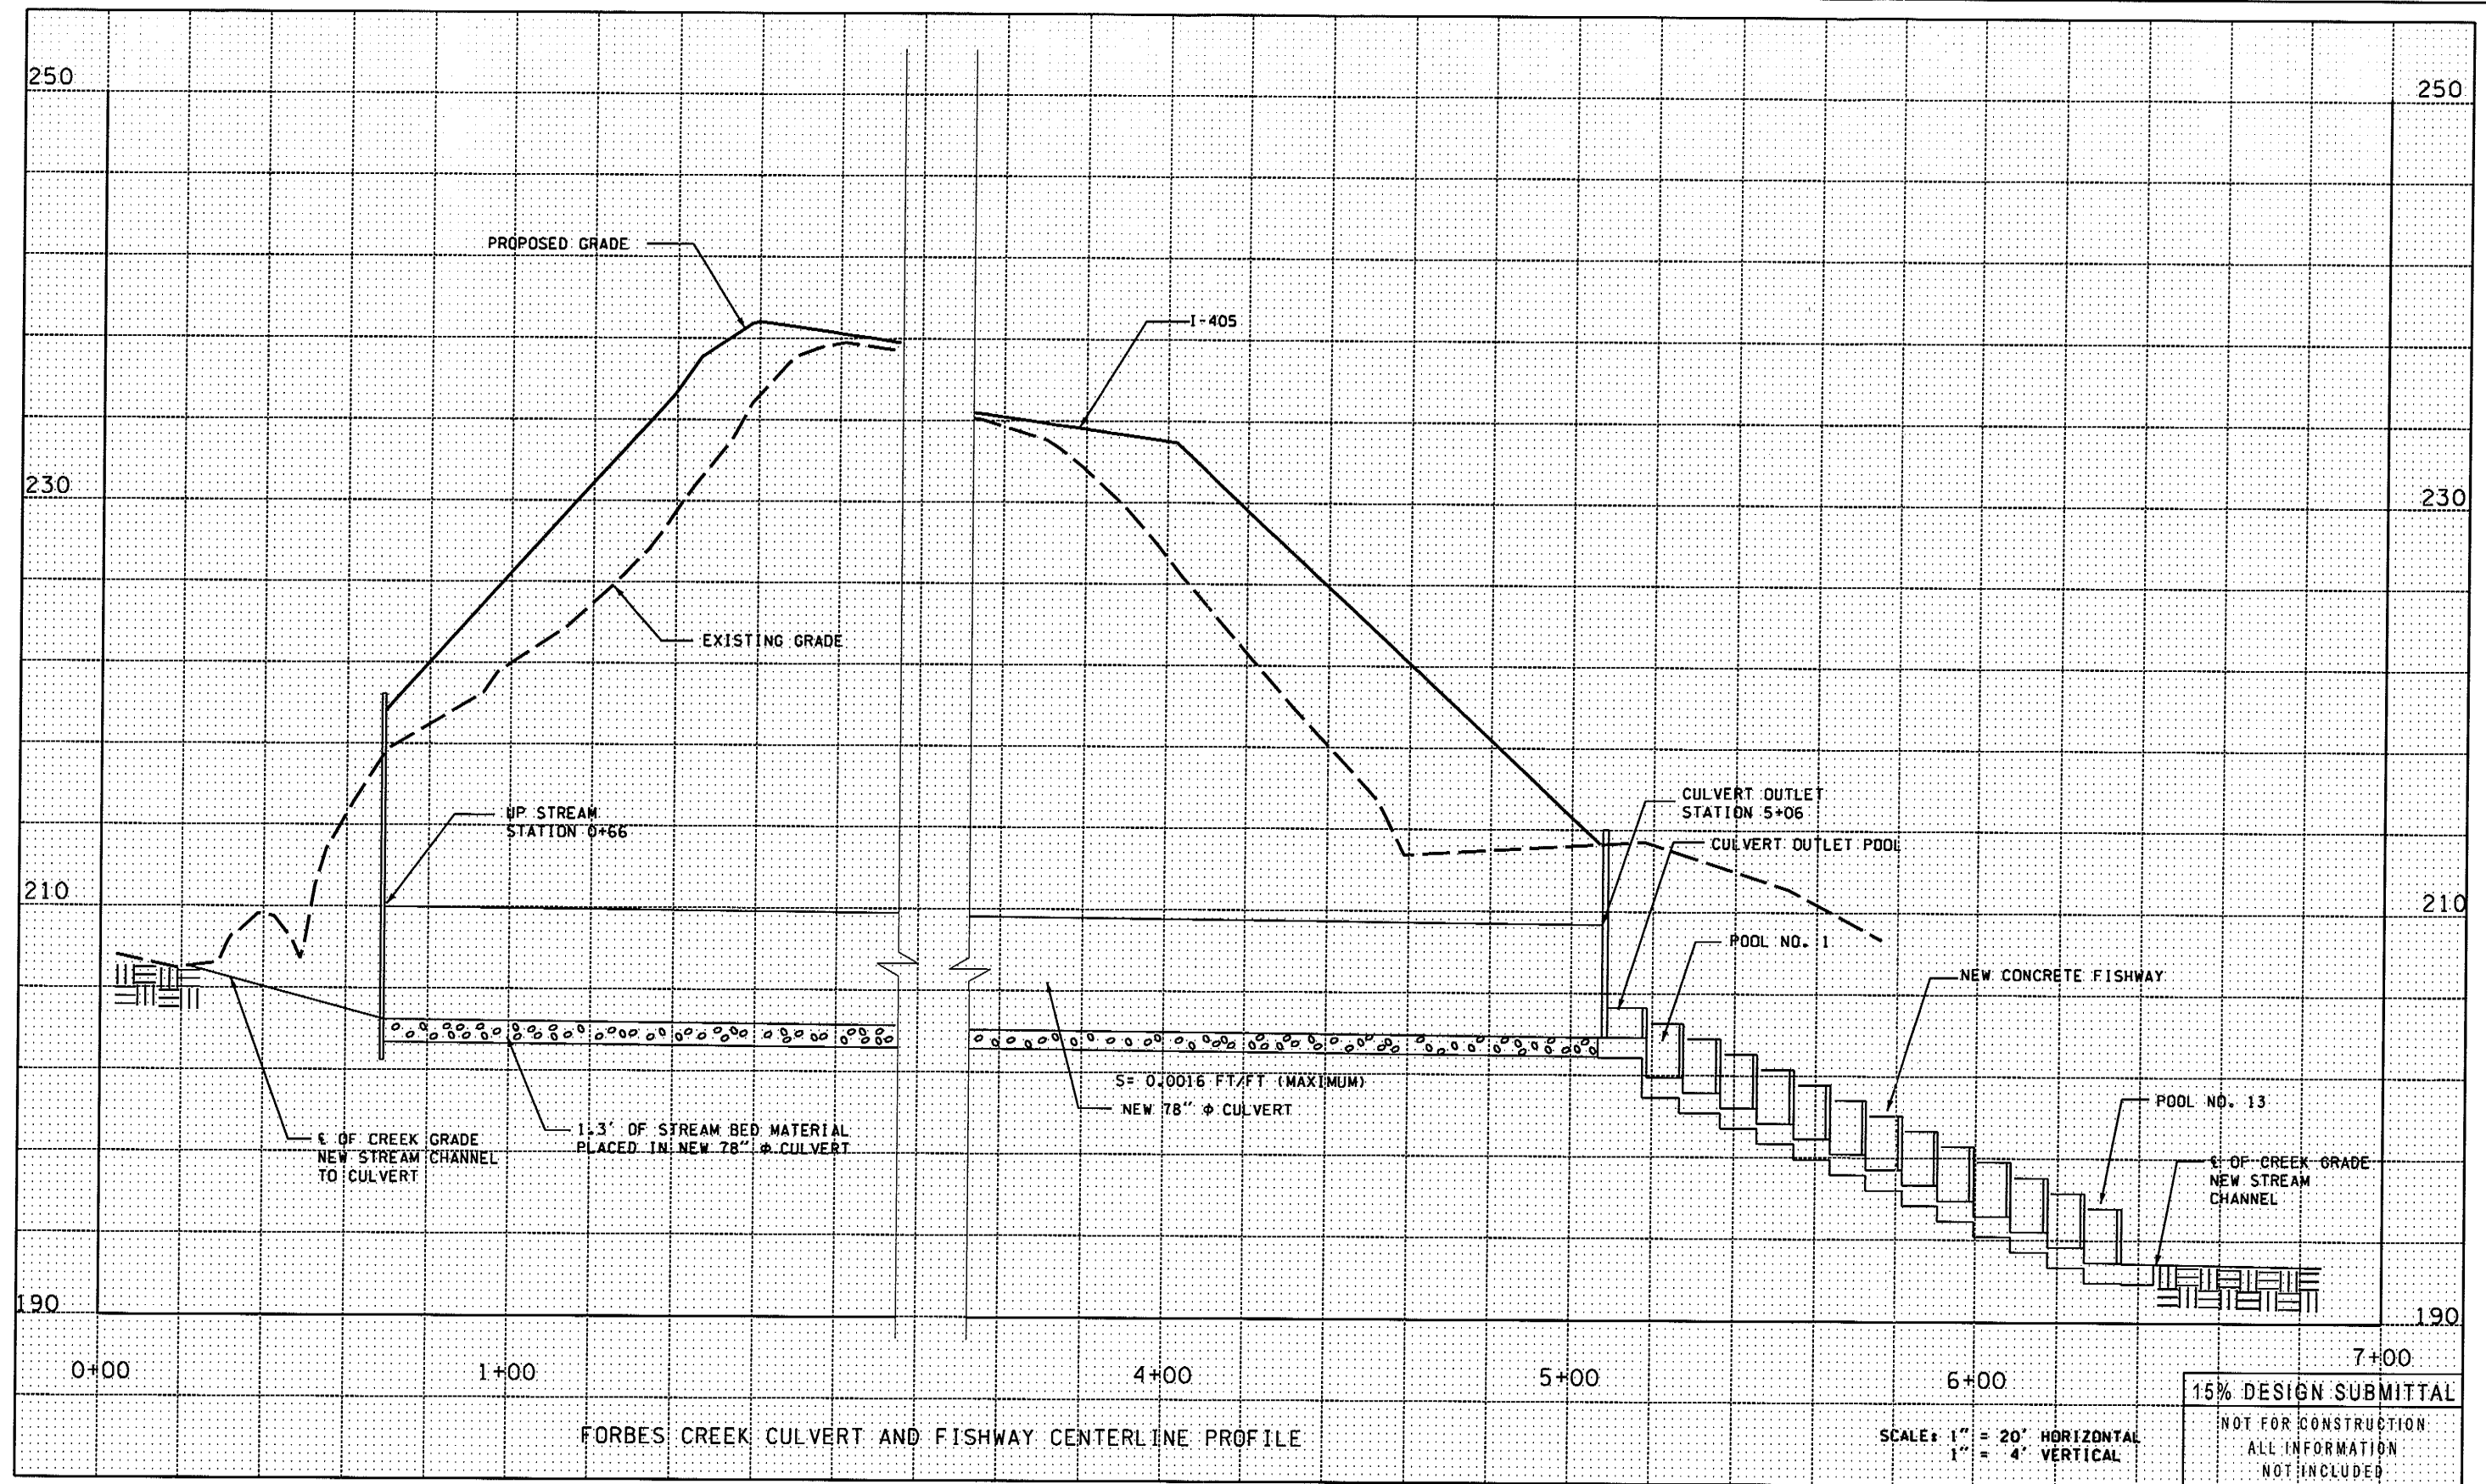 250
250
PROPOSED GRADE
I-405
230
230
EXISTING GRADE
UP STREAM
STATION 0+66
CULVERT OUTLET
STATION 5+06
CULVERT OUTLET POOL
210
210
POOL NO. 1
NEW CONCRETE FISHWAY
S= 0.0016 FT/FT (MAXIMUM)
NEW 78" ⌀ CULVERT
POOL NO. 13
1.3' OF STREAM BED MATERIAL
PLACED IN NEW 78" ⌀ CULVERT
℄ OF CREEK GRADE
NEW STREAM CHANNEL
TO CULVERT
℄ OF CREEK GRADE
NEW STREAM
CHANNEL
190
190
0+00
1+00
4+00
5+00
6+00
7+00
FORBES CREEK CULVERT AND FISHWAY CENTERLINE PROFILE
SCALE: 1" = 20' HORIZONTAL
1" = 4' VERTICAL
15% DESIGN SUBMITTAL
NOT FOR CONSTRUCTION
ALL INFORMATION
NOT INCLUDED